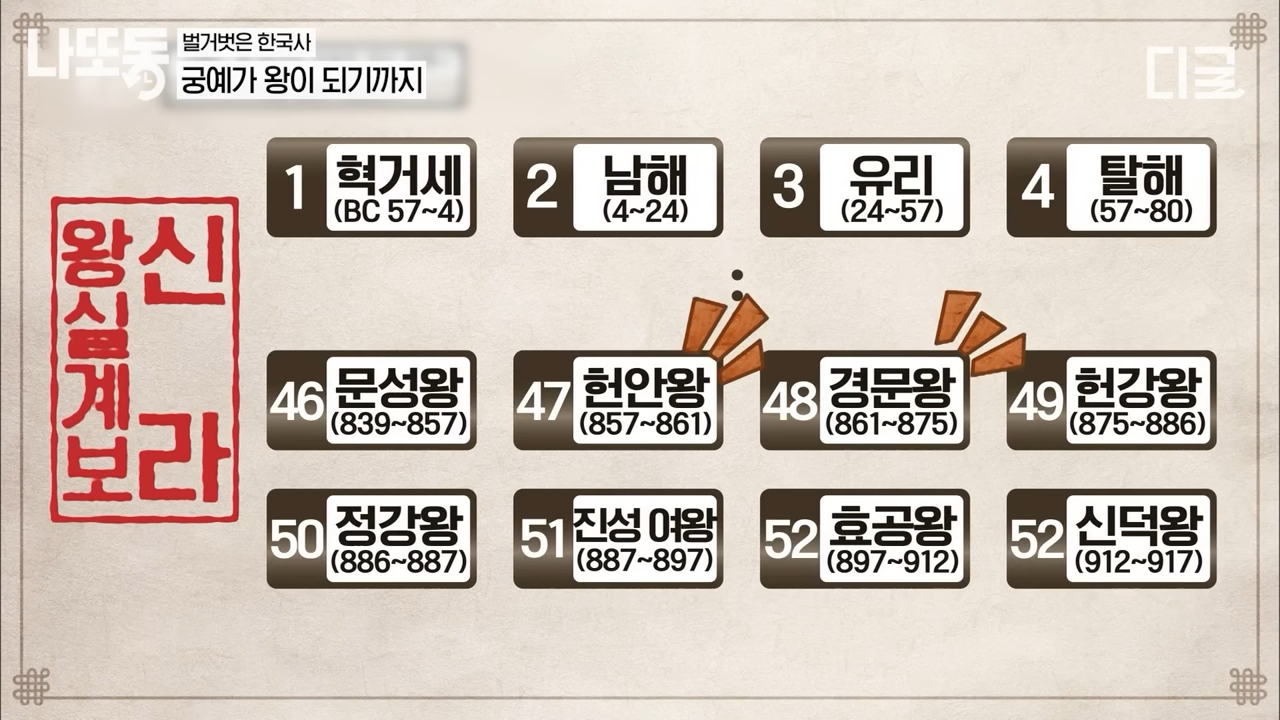 나또동
벌거벗은 한국사
궁예가 왕이 되기까지
디글
신라
왕실계보
1 혁거세
(BC 57~4)
2 남해
(4~24)
3 유리
(24~57)
4 탈해
(57~80)
46 문성왕
(839~857)
47 헌안왕
(857~861)
48 경문왕
(861~875)
49 헌강왕
(875~886)
50 정강왕
(886~887)
51 진성 여왕
(887~897)
52 효공왕
(897~912)
52 신덕왕
(912~917)